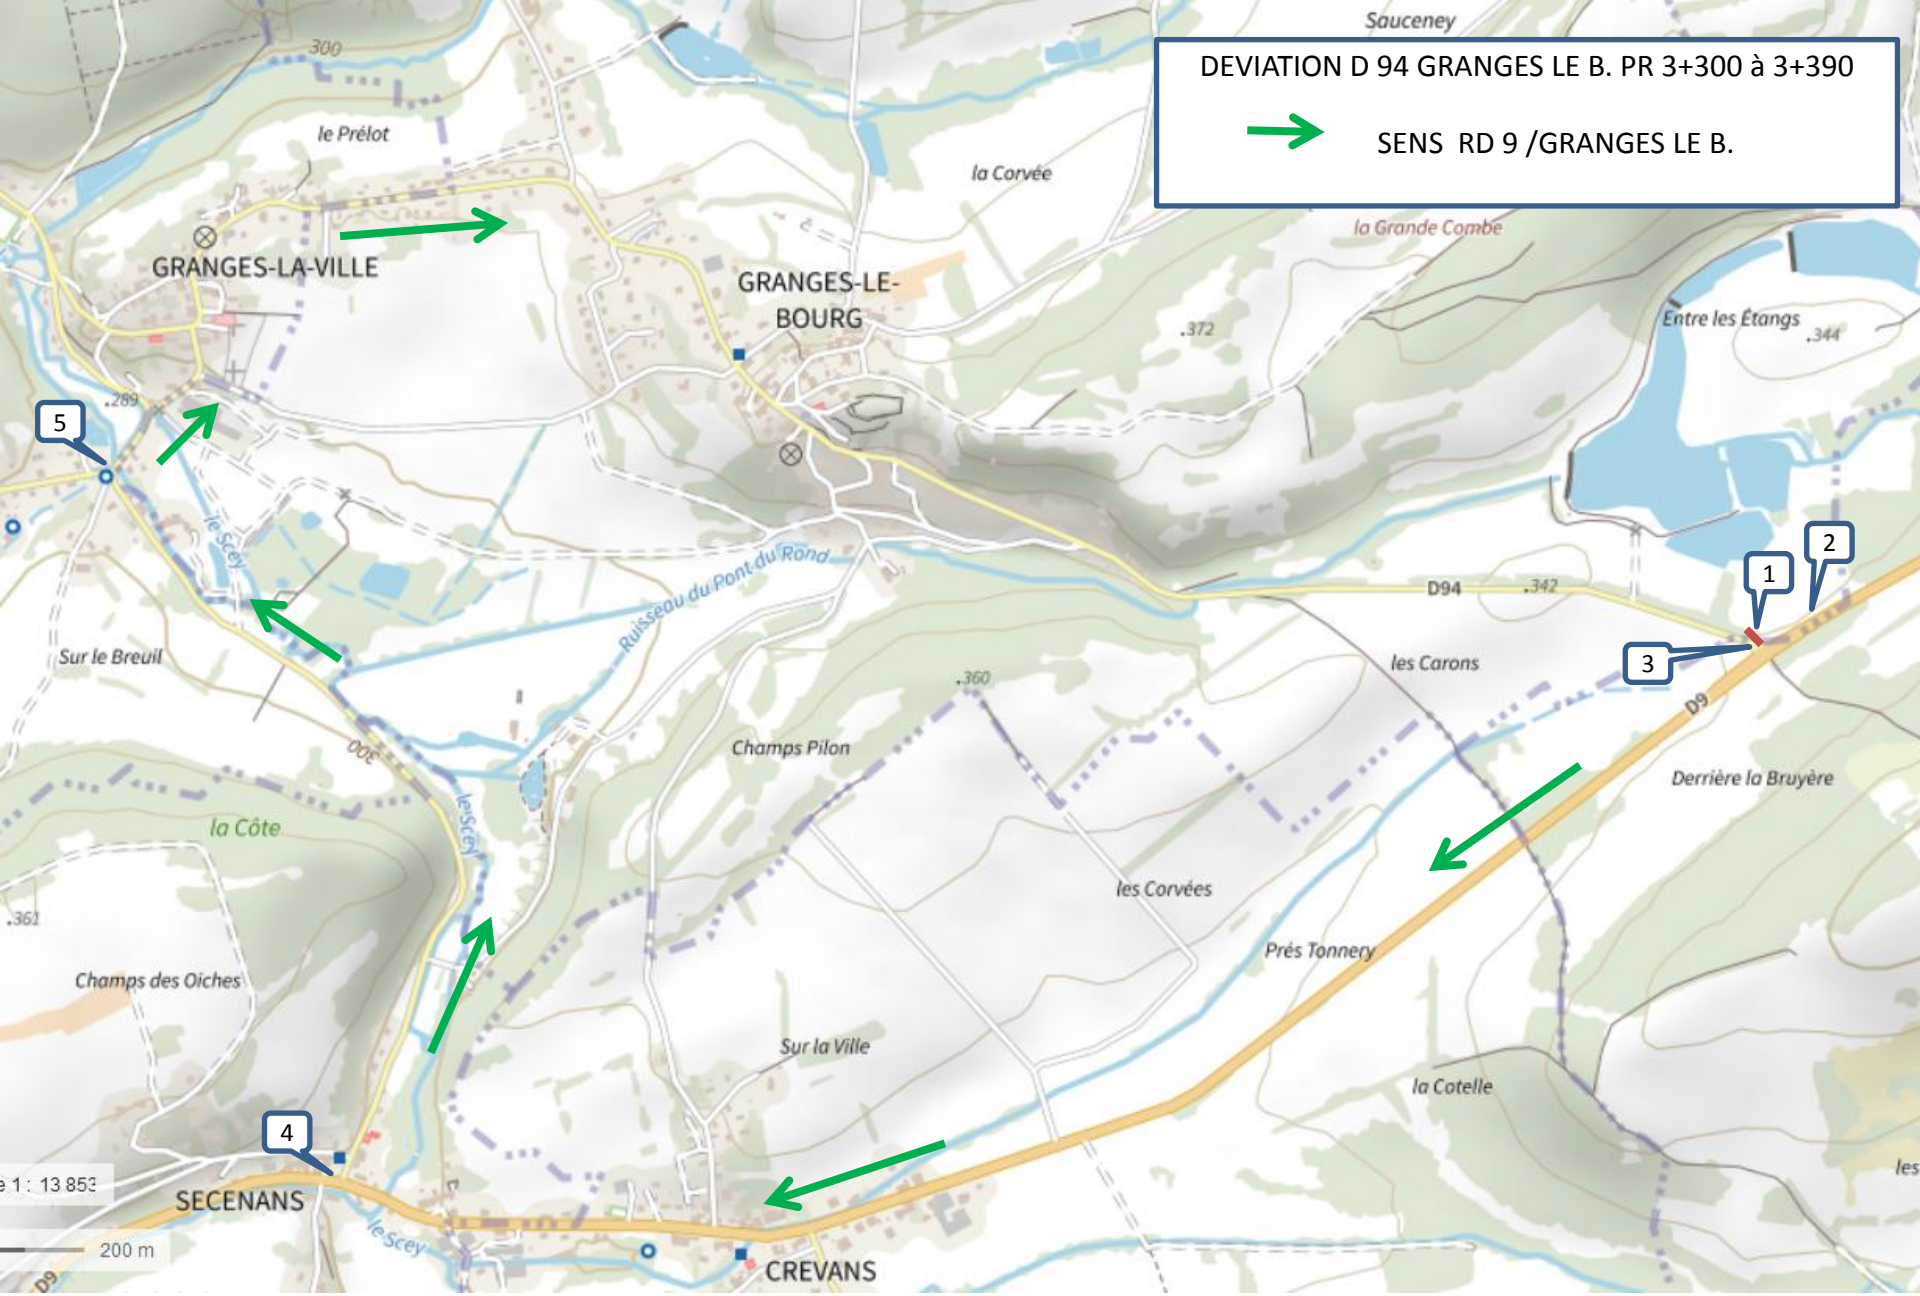 Sauceney
DEVIATION D 94 GRANGES LE B. PR 3+300 à 3+390
SENS RD 9 /GRANGES LE B.
300
le Prélot
la Corvée
la Grande Combe
GRANGES-LA-VILLE
GRANGES-LE-
BOURG
.372
Entre les Étangs
.344
.289
5
le Scey
Ruisseau du Pont du Rond
2
1
D94
.342
3
Sur le Breuil
les Carons
.360
D9
300
Champs Pilon
Derrière la Bruyère
le Scey
la Côte
les Corvées
.361
Prés Tonnery
Champs des Oiches
Sur la Ville
la Cotelle
4
les
e 1 : 13 853
SECENANS
le Scey
200 m
D9
CREVANS